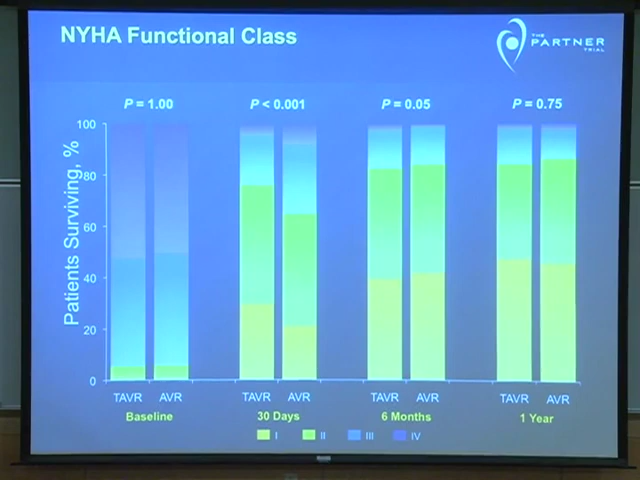 NYHA Functional Class
THE
PARTNER
TRIAL
P = 1.00
P < 0.001
P = 0.05
P = 0.75
Patients Surviving, %
100
80
60
40
20
0
TAVR AVR TAVR AVR TAVR AVR TAVR AVR
Baseline 30 Days 6 Months 1 Year
I II III IV